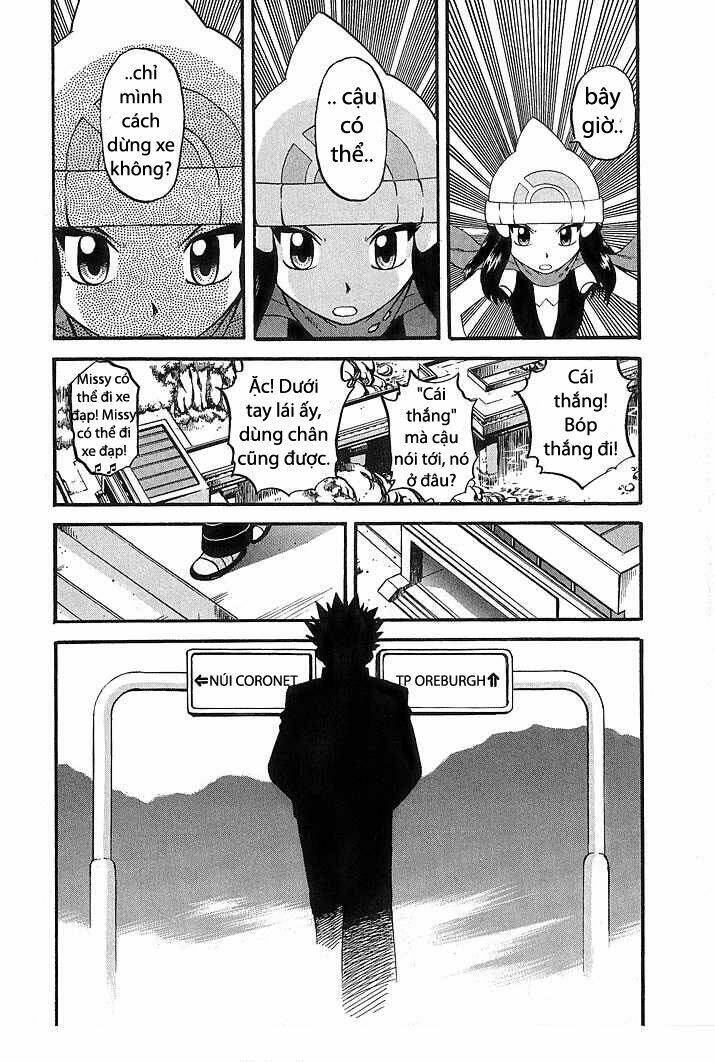 bây
giờ..
.. cậu
có
thể..
..chỉ
mình
cách
dừng xe
không?
Cái
thắng!
Bóp
thắng đi!
"Cái
thắng"
mà cậu
nói tới, nó
ở đâu?
Ặc! Dưới
tay lái ấy,
dùng chân
cũng được.
Missy có
thể đi xe
đạp! Missy
có thể đi
xe đạp!
♫ ♫
⇐NÚI CORONET
TP OREBURGH⇑